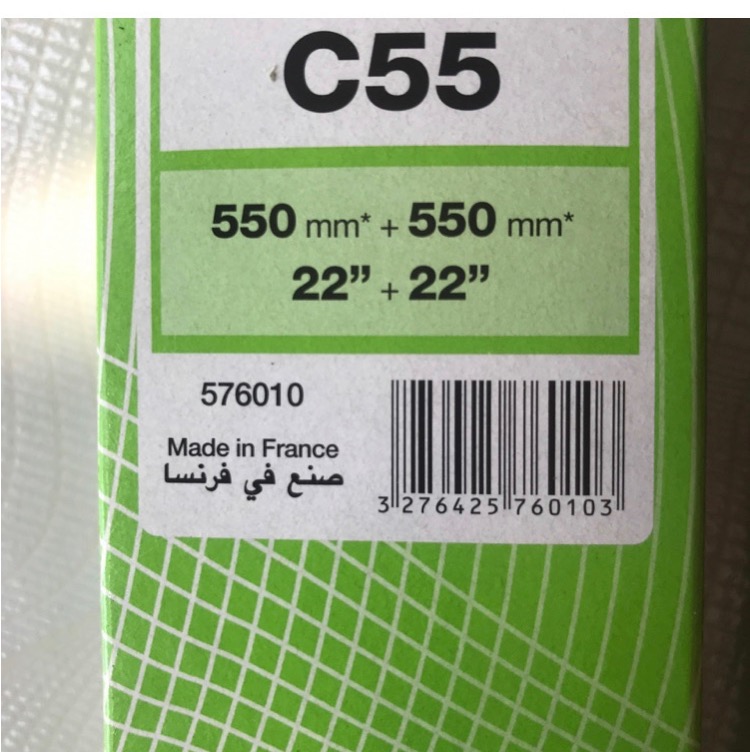 C55
550 mm* + 550 mm*
22” + 22”
576010
Made in France
صنع في فرنسا
3 276425 760103